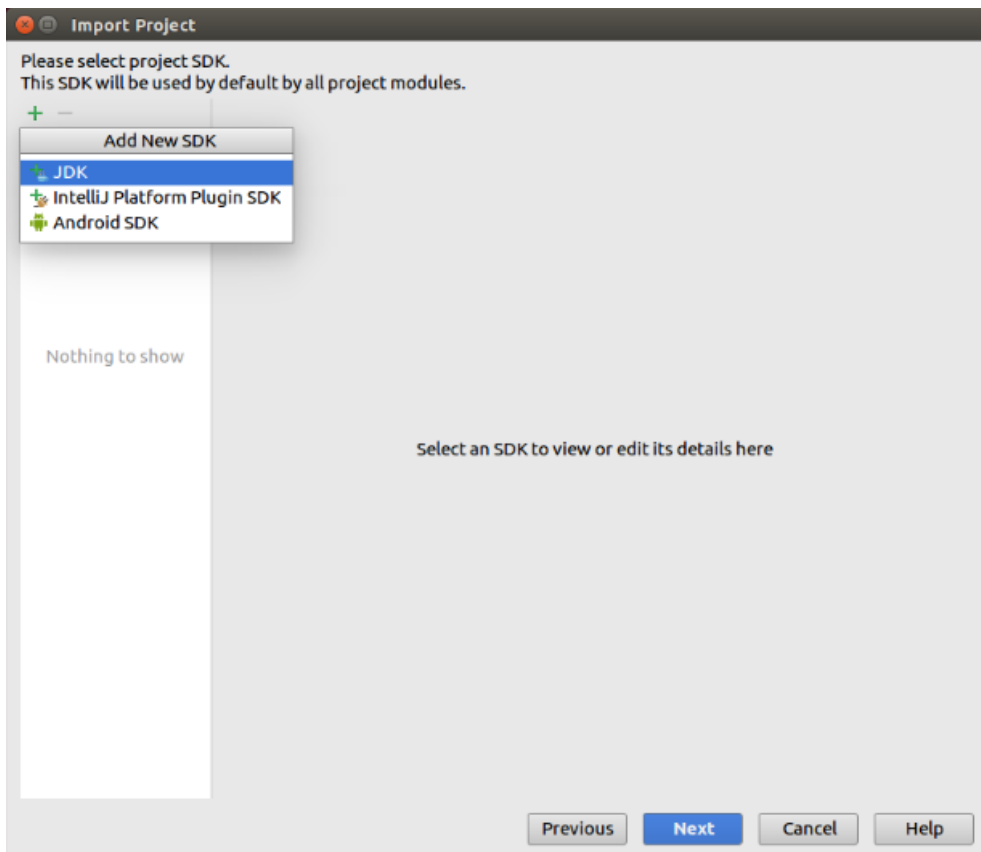 Import Project
Please select project SDK.
This SDK will be used by default by all project modules.
Add New SDK
JDK
IntelliJ Platform Plugin SDK
Android SDK
Nothing to show
Select an SDK to view or edit its details here
Previous
Next
Cancel
Help